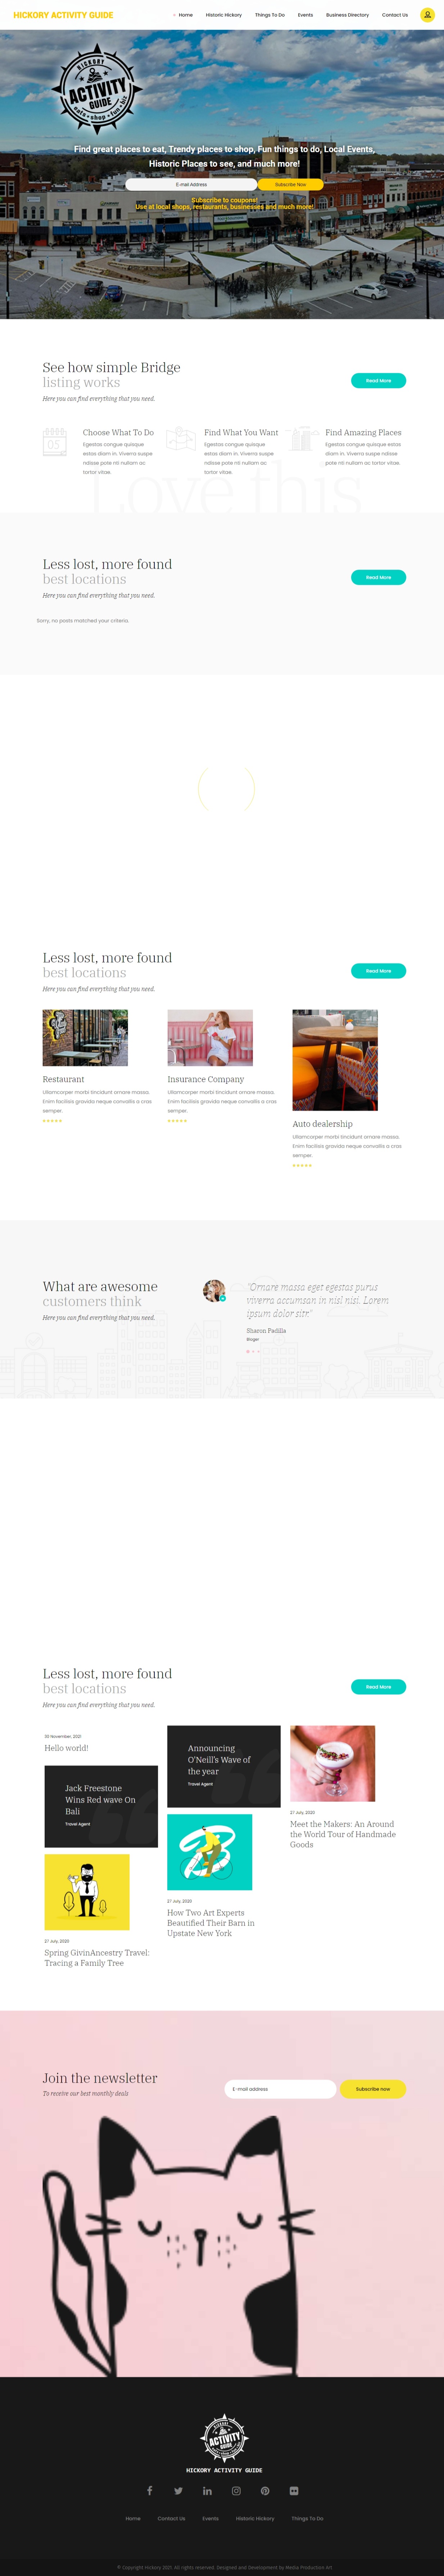 HICKORY ACTIVITY GUIDE
Home Historic Hickory Things To Do Events Business Directory Contact Us
HICKORY
ACTIVITY
GUIDE
eat • shop • fun • biz
Find great places to eat, Trendy places to shop, Fun things to do, Local Events,
Historic Places to see, and much more!
E-mail Address Subscribe Now
Subscribe to coupons!
Use at local shops, restaurants, businesses and much more!
See how simple Bridge
listing works
Here you can find everything that you need.
Read More
Choose What To Do
Egestas congue quisque
estas diam in. Viverra suspe
ndisse pote nti nullam ac
tortor vitae.
Find What You Want
Egestas congue quisque
estas diam in. Viverra suspe
ndisse pote nti nullam ac
tortor vitae.
Find Amazing Places
Egestas congue quisque estas
diam in. Viverra suspe ndisse
pote nti nullam ac tortor vitae.
Love this
Less lost, more found
best locations
Here you can find everything that you need.
Read More
Sorry, no posts matched your criteria.
Less lost, more found
best locations
Here you can find everything that you need.
Read More
Restaurant
Ullamcorper morbi tincidunt ornare massa.
Enim facilisis gravida neque convallis a cras
semper.
Insurance Company
Ullamcorper morbi tincidunt ornare massa.
Enim facilisis gravida neque convallis a cras
semper.
Auto dealership
Ullamcorper morbi tincidunt ornare massa.
Enim facilisis gravida neque convallis a cras
semper.
What are awesome
customers think
Here you can find everything that you need.
"Ornare massa eget egestas purus
viverra accumsan in nisl nisi. Lorem
ipsum dolor sitr"
Sharon Padilla
Bloger
Less lost, more found
best locations
Here you can find everything that you need.
Read More
30 November, 2021
Hello world!
Jack Freestone
Wins Red wave On
Bali
Travel Agent
27 July, 2020
Spring GivinAncestry Travel:
Tracing a Family Tree
Announcing
O'Neill's Wave of
the year
Travel Agent
27 July, 2020
How Two Art Experts
Beautified Their Barn in
Upstate New York
27 July, 2020
Meet the Makers: An Around
the World Tour of Handmade
Goods
Join the newsletter
To receive our best monthly deals
E-mail address Subscribe now
HICKORY
ACTIVITY
GUIDE
HICKORY ACTIVITY GUIDE
Home Contact Us Events Historic Hickory Things To Do
© Copyright Hickory 2021. All rights reserved. Designed and Development by Media Production Art